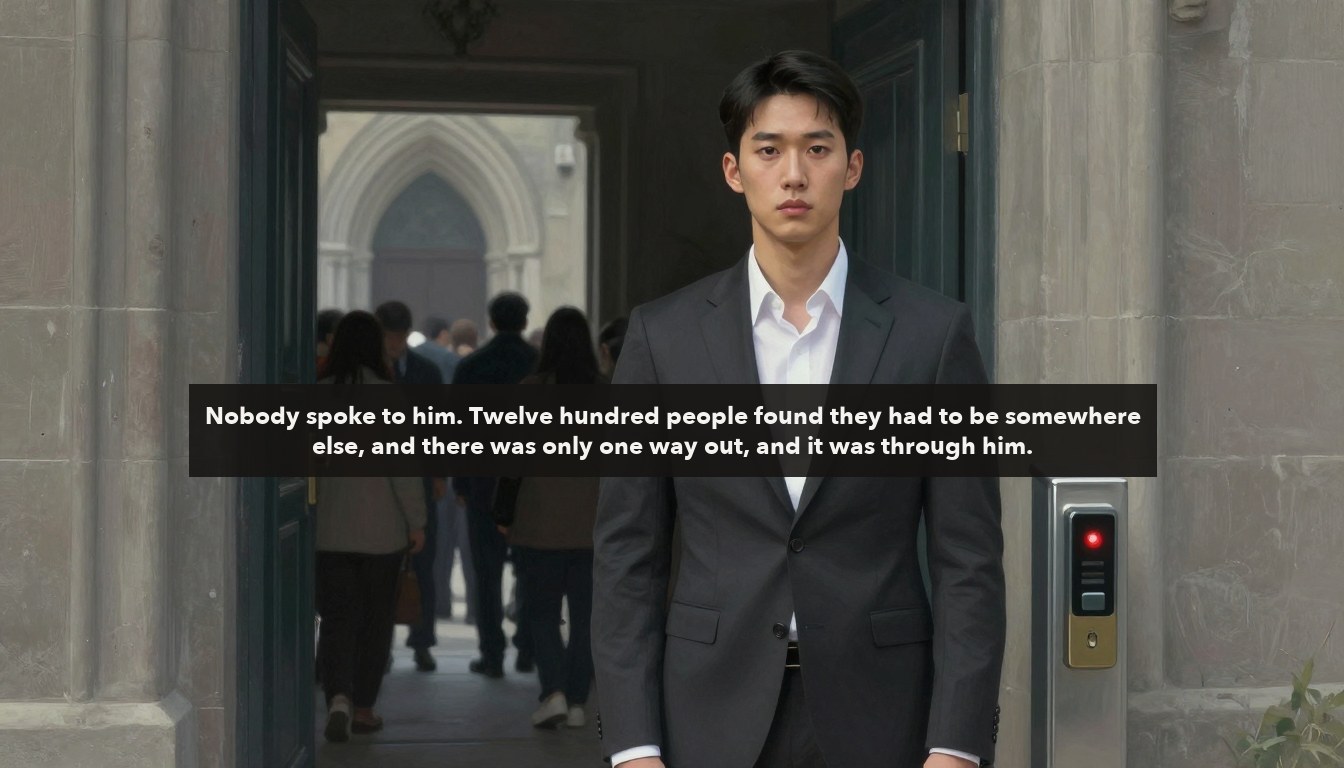 Nobody spoke to him. Twelve hundred people found they had to be somewhere
else, and there was only one way out, and it was through him.